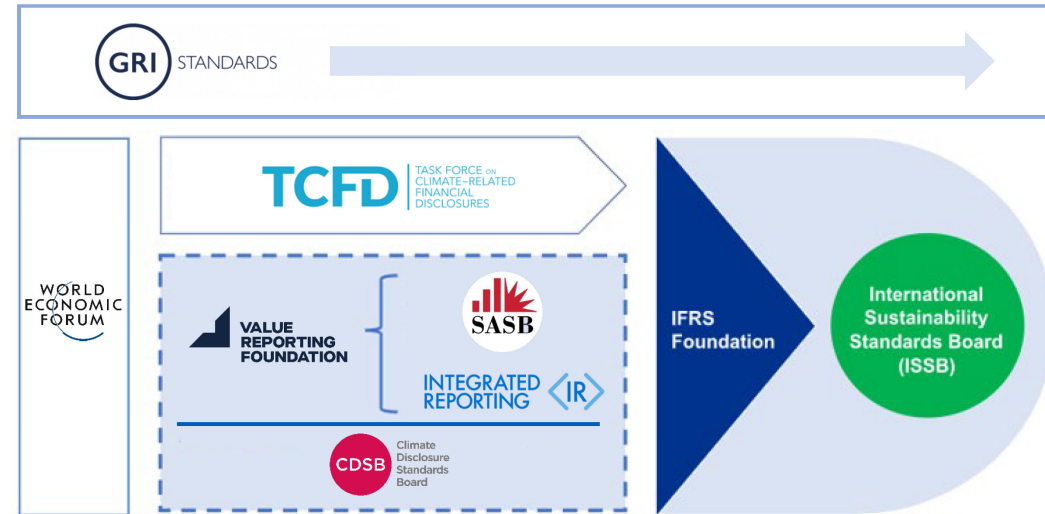 GRI STANDARDS
TCFD
TASK FORCE ON
CLIMATE-RELATED
FINANCIAL
DISCLOSURES
WORLD
ECONOMIC
FORUM
VALUE
REPORTING
FOUNDATION
SASB
INTEGRATED
REPORTING
<IR>
CDSB
Climate
Disclosure
Standards
Board
IFRS
Foundation
International
Sustainability
Standards Board
(ISSB)